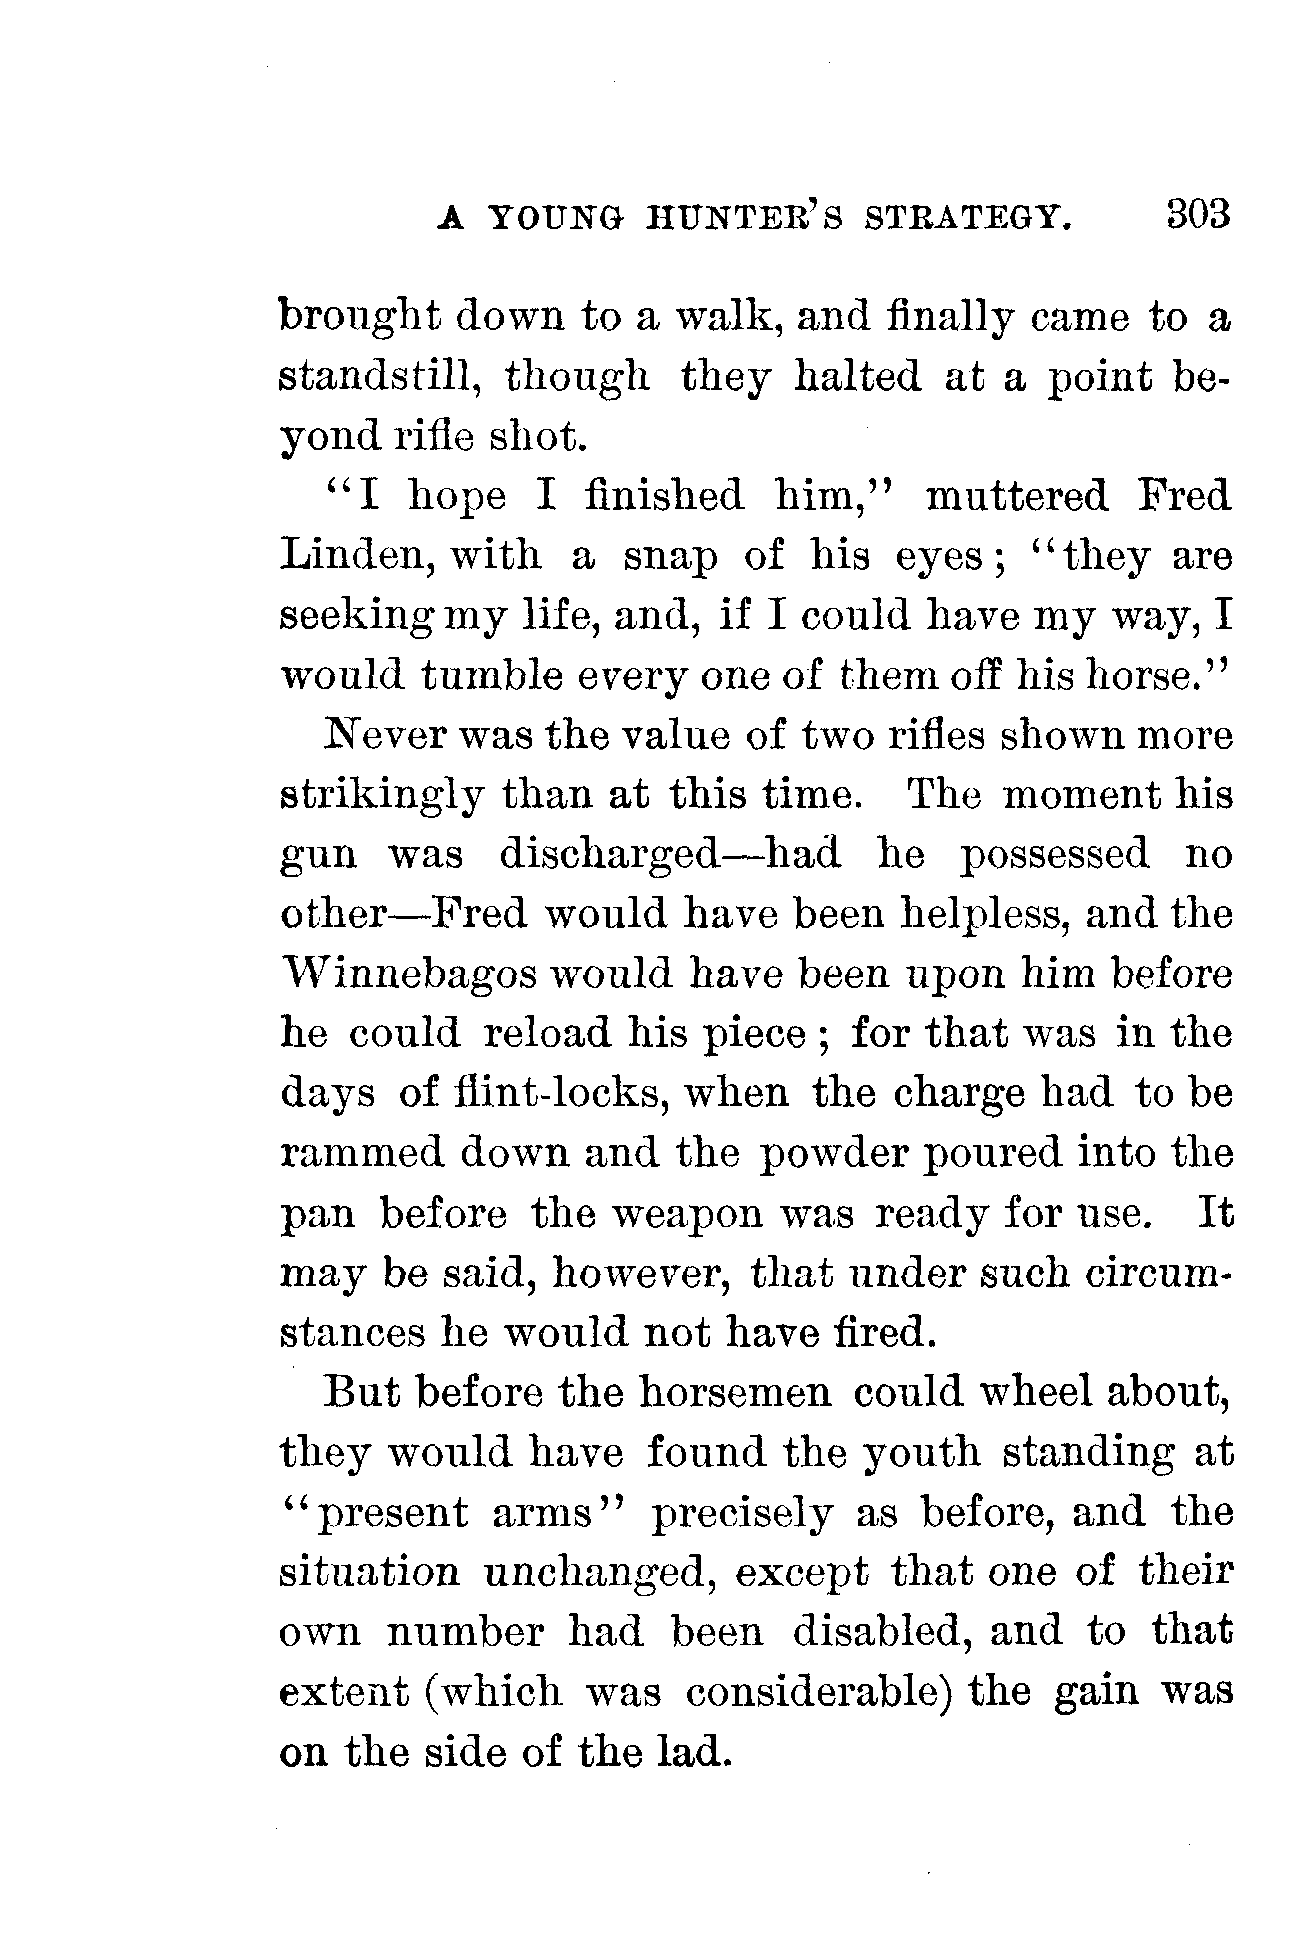 A YOUNG HUNTER'S STRATEGY. 303
brought down to a walk, and finally came to a
standstill, though they halted at a point be-
yond rifle shot.
"I hope I finished him," muttered Fred
Linden, with a snap of his eyes; "they are
seeking my life, and, if I could have my way, I
would tumble every one of them off his horse."
Never was the value of two rifles shown more
strikingly than at this time. The moment his
gun was discharged—had he possessed no
other—Fred would have been helpless, and the
Winnebagos would have been upon him before
he could reload his piece; for that was in the
days of flint-locks, when the charge had to be
rammed down and the powder poured into the
pan before the weapon was ready for use. It
may be said, however, that under such circum-
stances he would not have fired.
But before the horsemen could wheel about,
they would have found the youth standing at
"present arms" precisely as before, and the
situation unchanged, except that one of their
own number had been disabled, and to that
extent (which was considerable) the gain was
on the side of the lad.